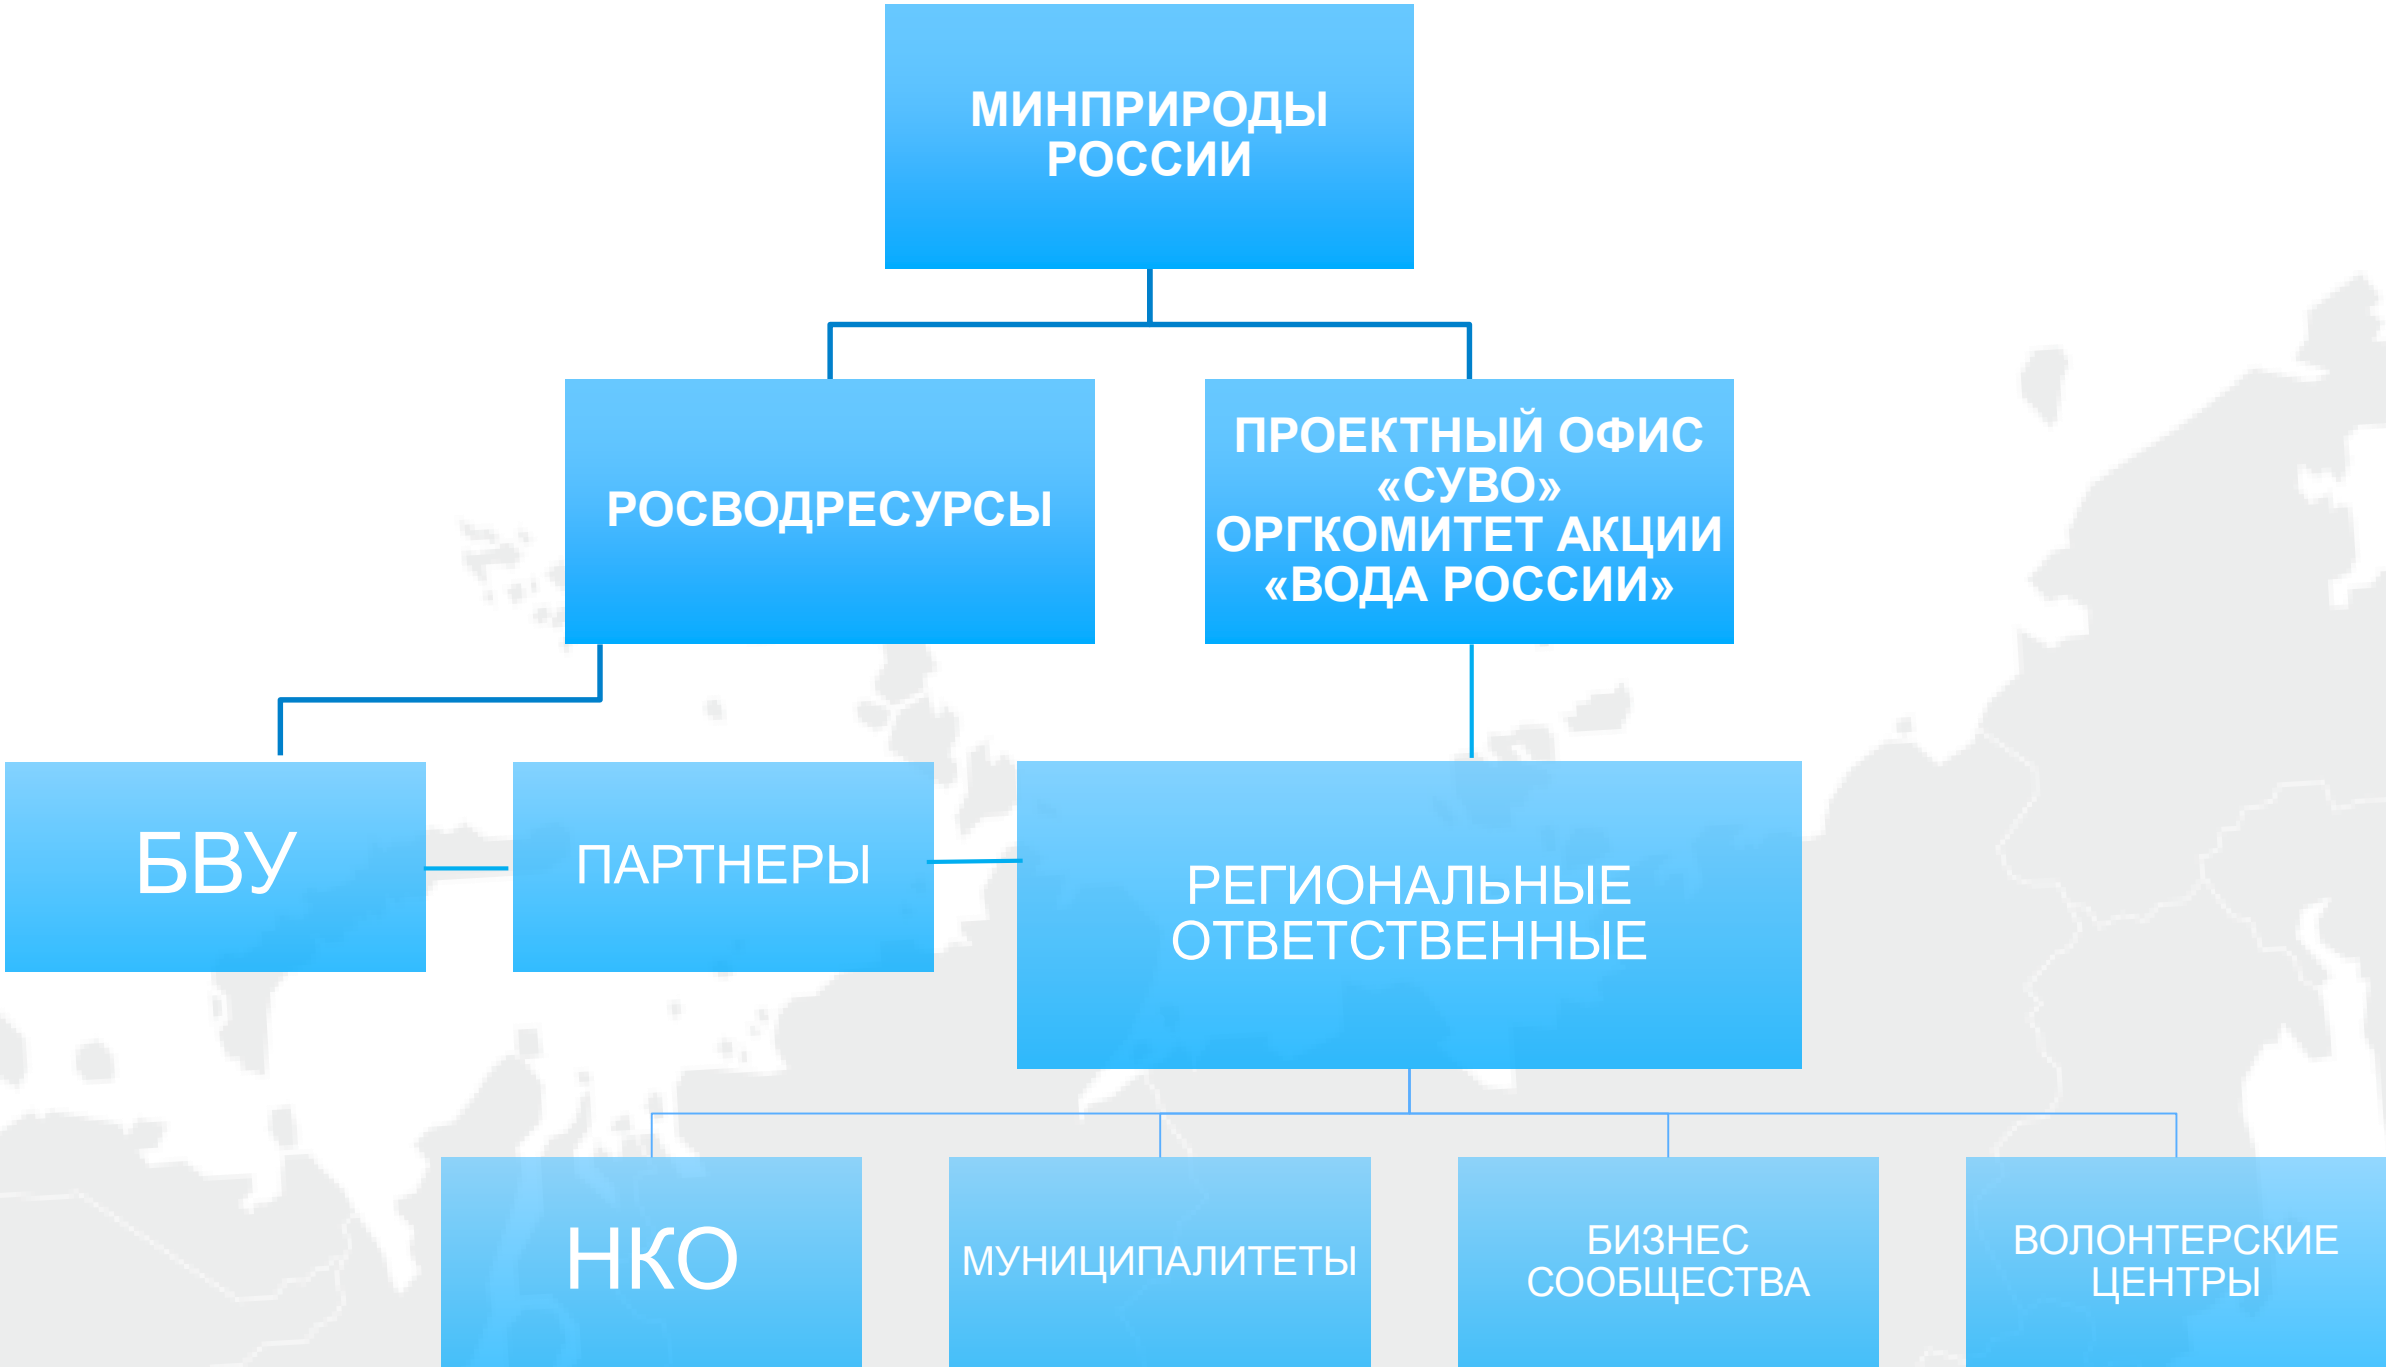 МИНПРИРОДЫ
РОССИИ
РОСВОДРЕСУРСЫ
ПРОЕКТНЫЙ ОФИС
«СУВО»
ОРГКОМИТЕТ АКЦИИ
«ВОДА РОССИИ»
БВУ
ПАРТНЕРЫ
РЕГИОНАЛЬНЫЕ
ОТВЕТСТВЕННЫЕ
НКО
МУНИЦИПАЛИТЕТЫ
БИЗНЕС
СООБЩЕСТВА
ВОЛОНТЕРСКИЕ
ЦЕНТРЫ